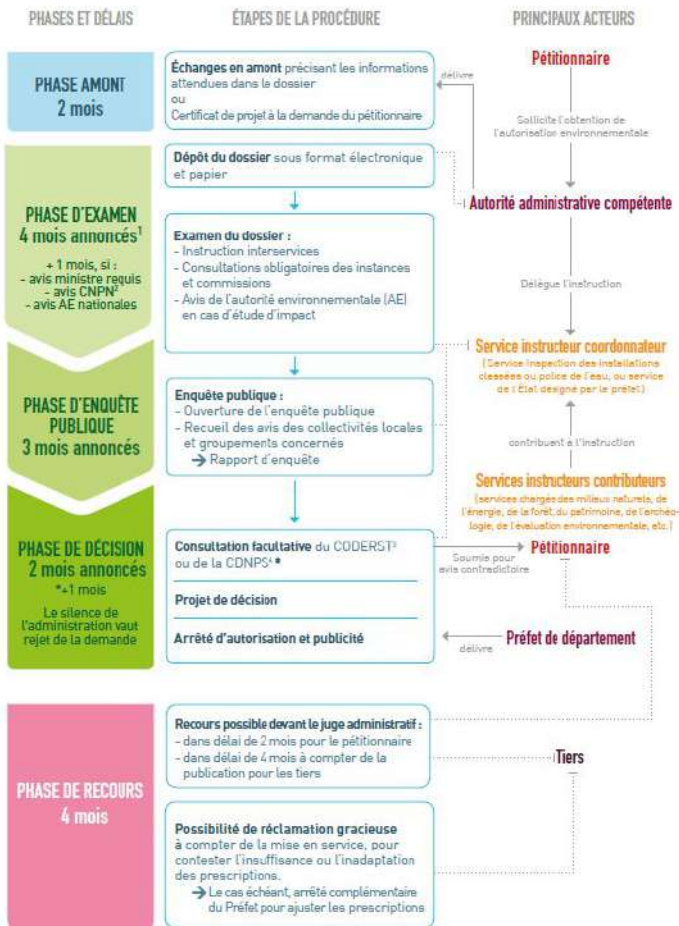 PHASES ET DÉLAIS
ÉTAPES DE LA PROCÉDURE
PRINCIPAUX ACTEURS
PHASE AMONT
2 mois
Échanges en amont précisant les informations
attendues dans le dossier
ou
Certificat de projet à la demande du pétitionnaire
délivre
Pétitionnaire
Sollicite l'obtention de
l'autorisation environnementale
Autorité administrative compétente
PHASE D'EXAMEN
4 mois annoncés¹
+ 1 mois, si :
- avis ministre requis
- avis CNPN²
- avis AE nationales
Dépôt du dossier sous format électronique
et papier
Examen du dossier :
- Instruction interservices
- Consultations obligatoires des instances
et commissions
- Avis de l'autorité environnementale (AE)
en cas d'étude d'impact
Délègue l'instruction
Service instructeur coordonnateur
(Service inspection des installations
classées ou police de l'eau, ou service
de l'État désigné par le préfet)
PHASE D'ENQUÊTE
PUBLIQUE
3 mois annoncés
Enquête publique :
- Ouverture de l'enquête publique
- Recueil des avis des collectivités locales
et groupements concernés
→ Rapport d'enquête
contribuent à l'instruction
Services instructeurs contributeurs
(services chargés des milieux naturels, de
l'énergie, de la forêt, du patrimoine, de l'archéo-
logie, de l'évaluation environnementale, etc.)
PHASE DE DÉCISION
2 mois annoncés
*+1 mois
Le silence de
l'administration vaut
rejet de la demande
Consultation facultative du CODERST³
ou de la CDNPS⁴ *
Projet de décision
Arrêté d'autorisation et publicité
Soumis pour
avis contradictoire
Pétitionnaire
délivre
Préfet de département
PHASE DE RECOURS
4 mois
Recours possible devant le juge administratif :
- dans délai de 2 mois pour le pétitionnaire
- dans délai de 4 mois à compter de la
publication pour les tiers
Tiers
Possibilité de réclamation gracieuse
à compter de la mise en service, pour
contester l'insuffisance ou l'inadaptation
des prescriptions.
→ Le cas échéant, arrêté complémentaire
du Préfet pour ajuster les prescriptions